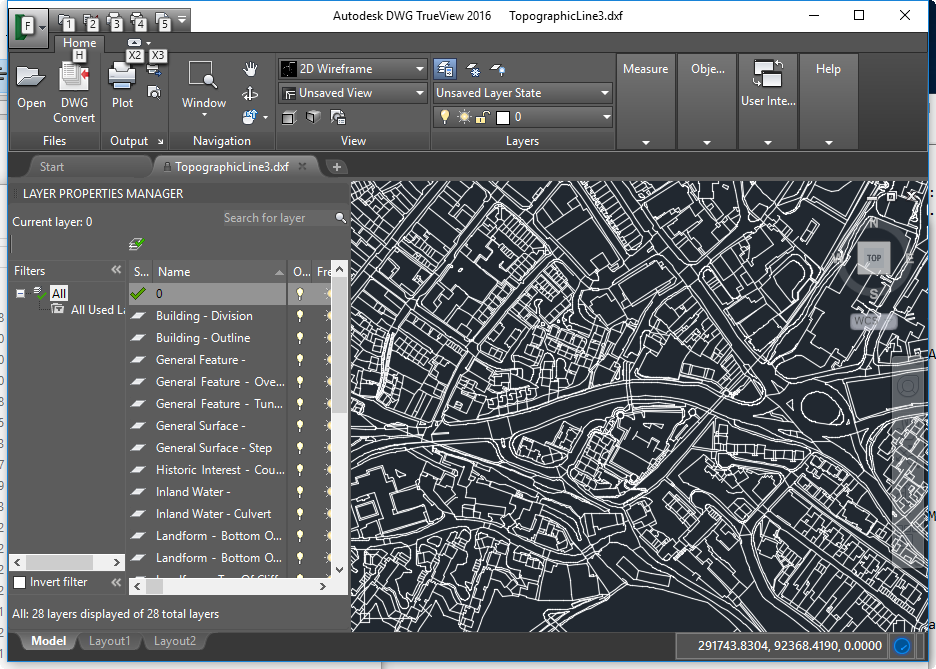 Autodesk DWG TrueView 2016 TopographicLine3.dxf
F 1 2 3 4 5
Home
H X2 X3
Open
DWG Convert
Plot
Window
2D Wireframe
Unsaved View
Unsaved Layer State
0
Measure
Obje...
User Inte...
Help
Files Output Navigation View Layers
Start TopographicLine3.dxf
LAYER PROPERTIES MANAGER
Current layer: 0 Search for layer
Filters
All
All Used La
S... Name O... Fre
0
Building - Division
Building - Outline
General Feature -
General Feature - Ove...
General Feature - Tun...
General Surface -
General Surface - Step
Historic Interest - Cou...
Inland Water -
Inland Water - Culvert
Landform - Bottom O...
Landform - Bottom O...
Invert filter
All: 28 layers displayed of 28 total layers
N
TOP
E
S
WCS
Model Layout1 Layout2
291743.8304, 92368.4190, 0.0000